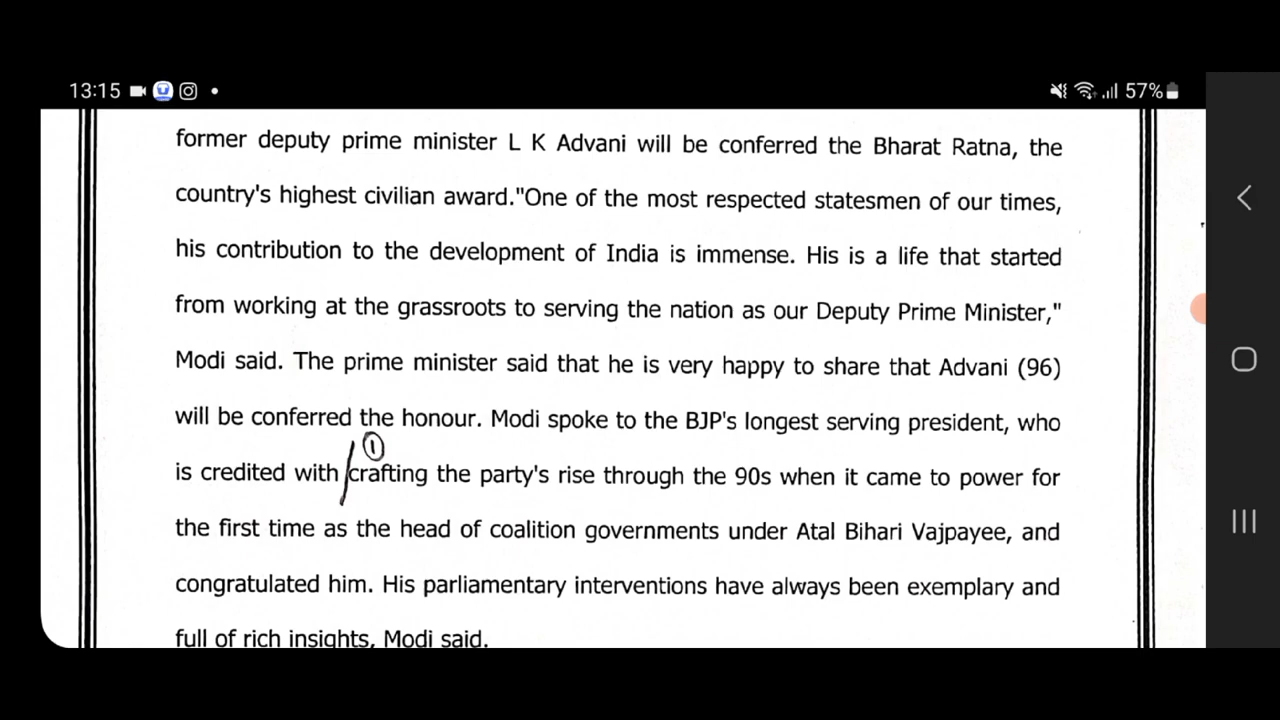 13:15 57%
former deputy prime minister L K Advani will be conferred the Bharat Ratna, the
country's highest civilian award."One of the most respected statesmen of our times,
his contribution to the development of India is immense. His is a life that started
from working at the grassroots to serving the nation as our Deputy Prime Minister,"
Modi said. The prime minister said that he is very happy to share that Advani (96)
will be conferred the honour. Modi spoke to the BJP's longest serving president, who
①
is credited with /crafting the party's rise through the 90s when it came to power for
the first time as the head of coalition governments under Atal Bihari Vajpayee, and
congratulated him. His parliamentary interventions have always been exemplary and
full of rich insights, Modi said.